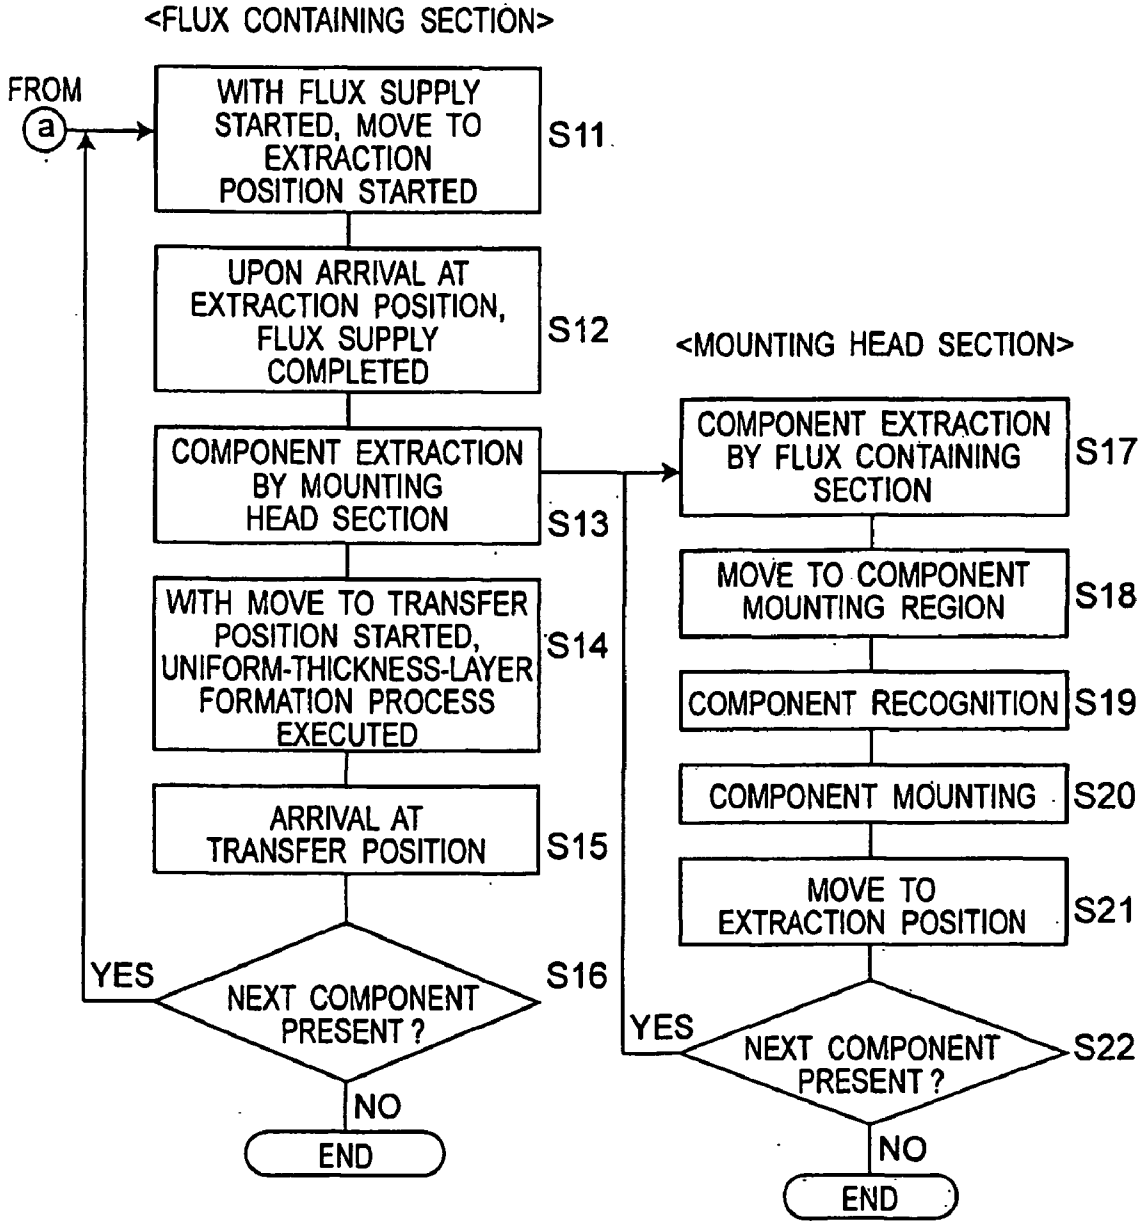 <FLUX CONTAINING SECTION>
FROM
a
WITH FLUX SUPPLY
STARTED, MOVE TO
EXTRACTION
POSITION STARTED
S11
UPON ARRIVAL AT
EXTRACTION POSITION,
FLUX SUPPLY
COMPLETED
S12
COMPONENT EXTRACTION
BY MOUNTING
HEAD SECTION
S13
WITH MOVE TO TRANSFER
POSITION STARTED,
UNIFORM-THICKNESS-LAYER
FORMATION PROCESS
EXECUTED
S14
ARRIVAL AT
TRANSFER POSITION
S15
NEXT COMPONENT
PRESENT?
S16
YES
NO
END
<MOUNTING HEAD SECTION>
COMPONENT EXTRACTION
BY FLUX CONTAINING
SECTION
S17
MOVE TO COMPONENT
MOUNTING REGION
S18
COMPONENT RECOGNITION
S19
COMPONENT MOUNTING
S20
MOVE TO
EXTRACTION POSITION
S21
NEXT COMPONENT
PRESENT?
S22
YES
NO
END